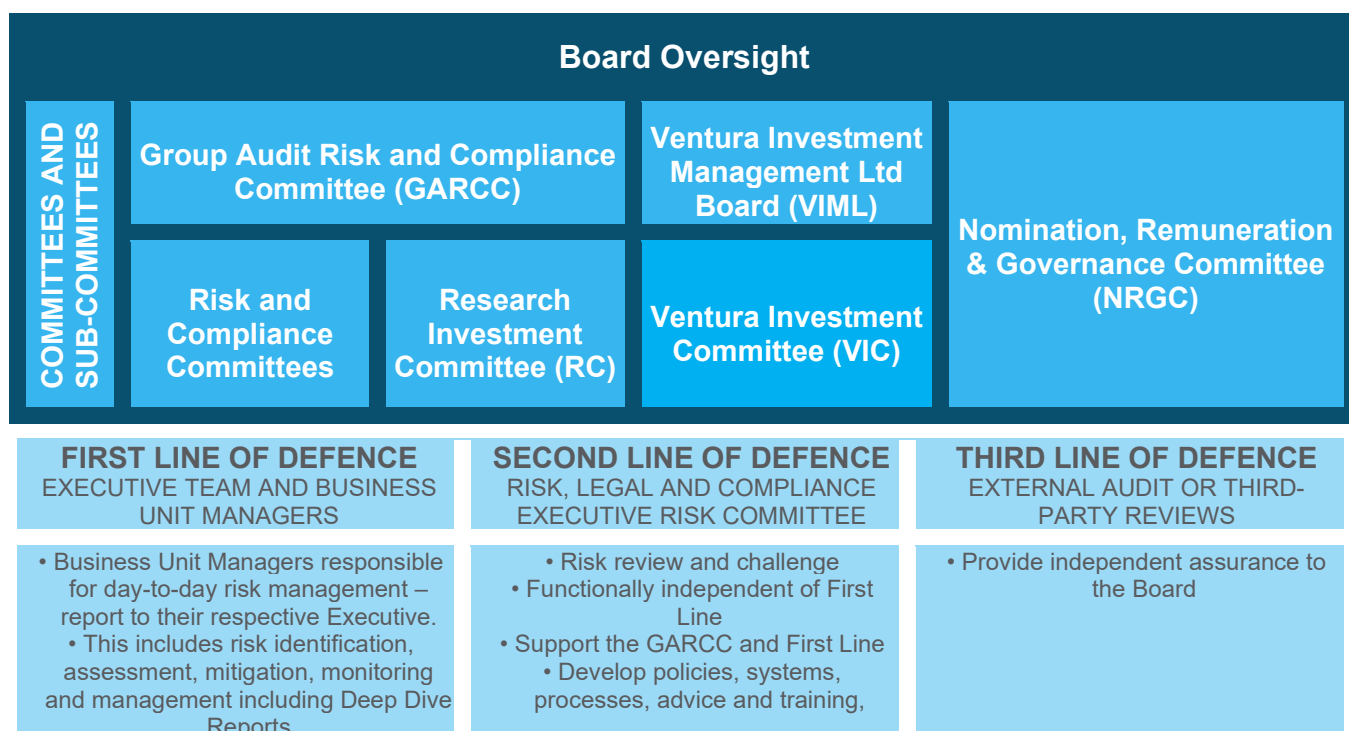 Board Oversight
COMMITTEES AND
SUB-COMMITTEES
Group Audit Risk and Compliance
Committee (GARCC)
Ventura Investment
Management Ltd
Board (VIML)
Nomination, Remuneration
& Governance Committee
(NRGC)
Risk and
Compliance
Committees
Research
Investment
Committee (RC)
Ventura Investment
Committee (VIC)
FIRST LINE OF DEFENCE
EXECUTIVE TEAM AND BUSINESS
UNIT MANAGERS
SECOND LINE OF DEFENCE
RISK, LEGAL AND COMPLIANCE
EXECUTIVE RISK COMMITTEE
THIRD LINE OF DEFENCE
EXTERNAL AUDIT OR THIRD-
PARTY REVIEWS
• Business Unit Managers responsible
for day-to-day risk management –
report to their respective Executive.
• This includes risk identification,
assessment, mitigation, monitoring
and management including Deep Dive
Reports
• Risk review and challenge
• Functionally independent of First
Line
• Support the GARCC and First Line
• Develop policies, systems,
processes, advice and training,
• Provide independent assurance to
the Board